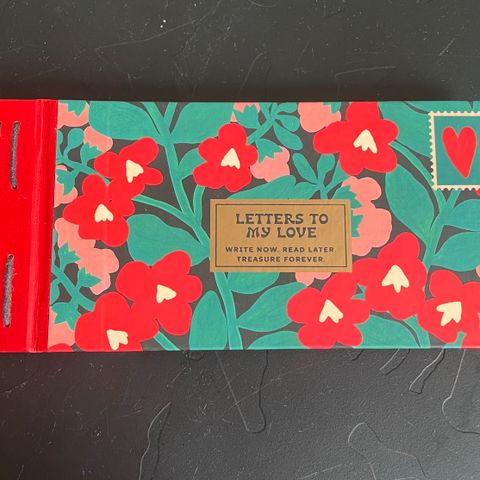 LETTERS TO
MY LOVE
WRITE NOW. READ LATER.
TREASURE FOREVER.